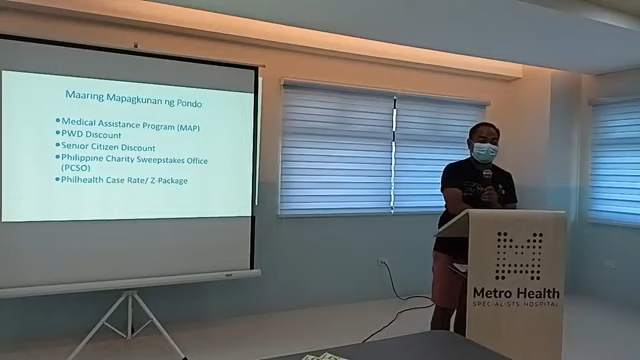 Maaring Mapagkunan ng Pondo
•Medical Assistance Program (MAP)
•PWD Discount
•Senior Citizen Discount
•Philippine Charity Sweepstakes Office
(PCSO)
•Philhealth Case Rate/ Z-Package
Metro Health
SPECIALISTS HOSPITAL